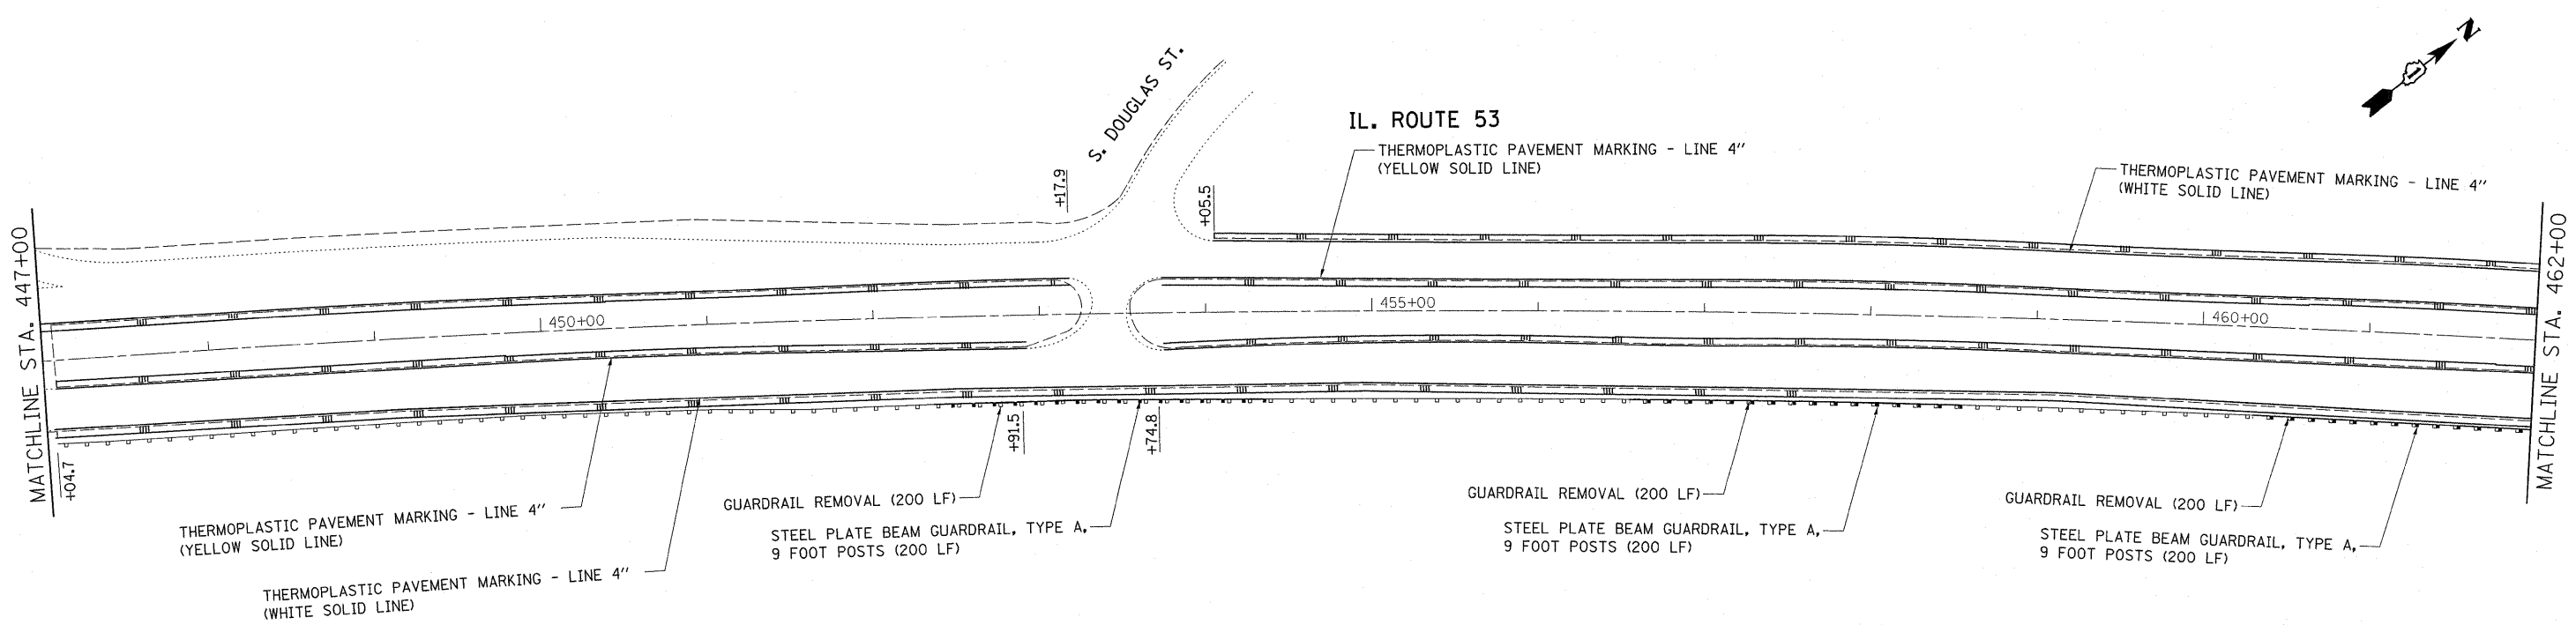 N
S. DOUGLAS ST.
IL. ROUTE 53
THERMOPLASTIC PAVEMENT MARKING - LINE 4"
(YELLOW SOLID LINE)
THERMOPLASTIC PAVEMENT MARKING - LINE 4"
(WHITE SOLID LINE)
+17.9
+05.5
MATCHLINE STA. 447+00
450+00
455+00
460+00
MATCHLINE STA. 462+00
+04.7
+91.5
+74.8
THERMOPLASTIC PAVEMENT MARKING - LINE 4"
(YELLOW SOLID LINE)
THERMOPLASTIC PAVEMENT MARKING - LINE 4"
(WHITE SOLID LINE)
GUARDRAIL REMOVAL (200 LF)
STEEL PLATE BEAM GUARDRAIL, TYPE A,
9 FOOT POSTS (200 LF)
GUARDRAIL REMOVAL (200 LF)
STEEL PLATE BEAM GUARDRAIL, TYPE A,
9 FOOT POSTS (200 LF)
GUARDRAIL REMOVAL (200 LF)
STEEL PLATE BEAM GUARDRAIL, TYPE A,
9 FOOT POSTS (200 LF)